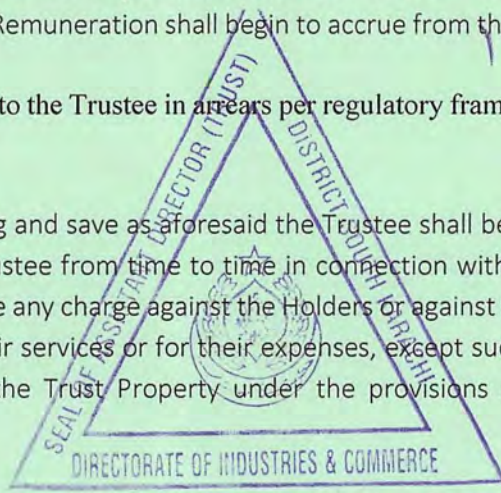 Remuneration shall begin to accrue from th
to the Trustee in arrears per regulatory fram
g and save as aforesaid the Trustee shall be
ustee from time to time in connection with
e any charge against the Holders or against
ir services or for their expenses, except suc
the Trust Property under the provisions
SEAL OF ASSISTANT DIRECTOR (TRUST)
DISTRICT SOUTH KARACHI
DIRECTORATE OF INDUSTRIES & COMMERCE